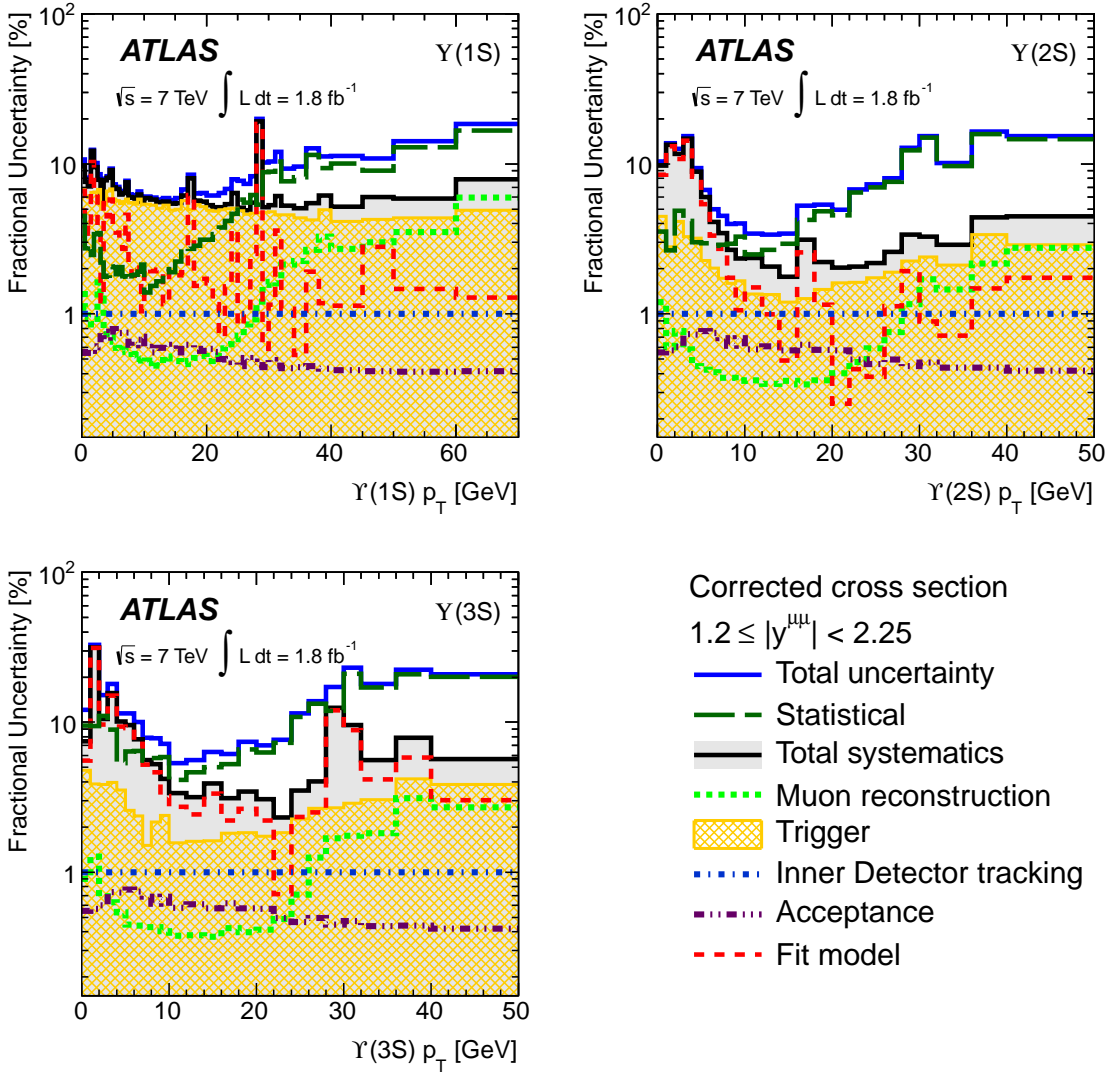 Fractional Uncertainty [%]
10²
10
1
ATLAS
ϒ(1S)
√s = 7 TeV ∫ L dt = 1.8 fb⁻¹
0 20 40 60
ϒ(1S) p_T [GeV]
Fractional Uncertainty [%]
10²
10
1
ATLAS
ϒ(2S)
√s = 7 TeV ∫ L dt = 1.8 fb⁻¹
0 10 20 30 40 50
ϒ(2S) p_T [GeV]
Fractional Uncertainty [%]
10²
10
1
ATLAS
ϒ(3S)
√s = 7 TeV ∫ L dt = 1.8 fb⁻¹
0 10 20 30 40 50
ϒ(3S) p_T [GeV]
Corrected cross section
1.2 ≤ |y^μμ| < 2.25
Total uncertainty
Statistical
Total systematics
Muon reconstruction
Trigger
Inner Detector tracking
Acceptance
Fit model